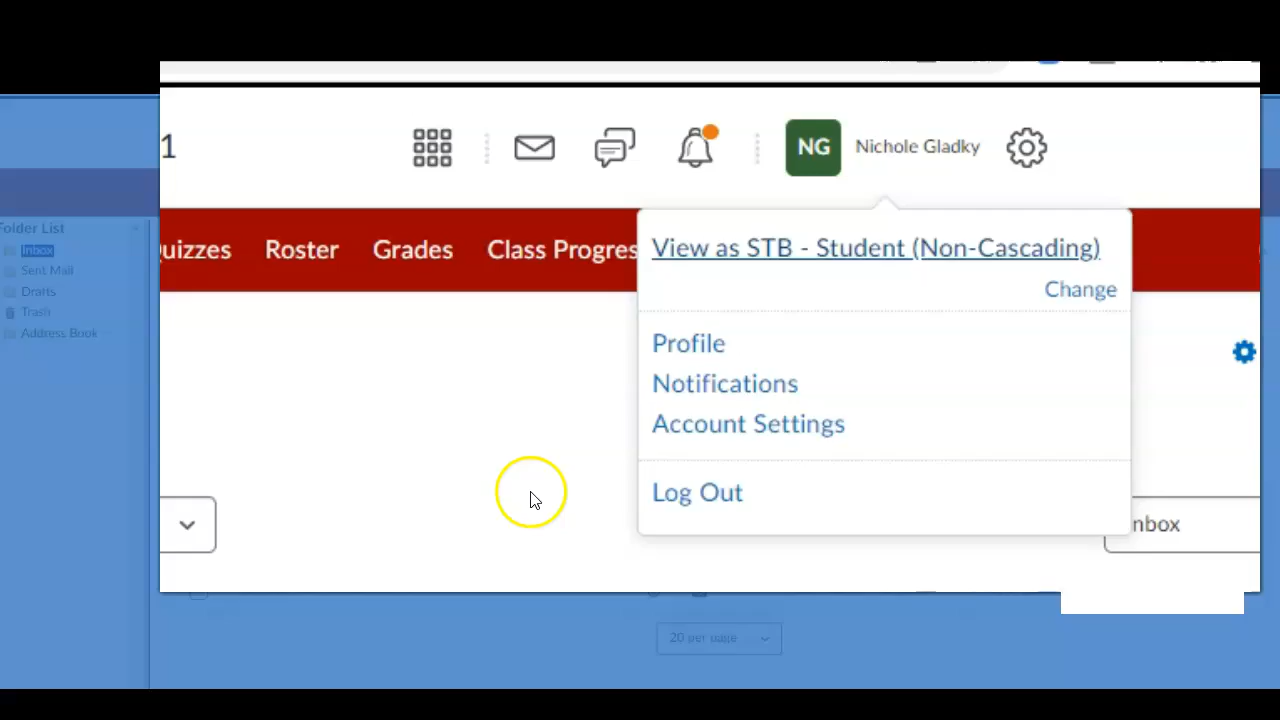 1
NG
Nichole Gladky
uizzes Roster Grades Class Progres
View as STB - Student (Non-Cascading)
Change
Profile
Notifications
Account Settings
Log Out
nbox
Folder List
Inbox
Sent Mail
Drafts
Trash
Address Book
20 per page